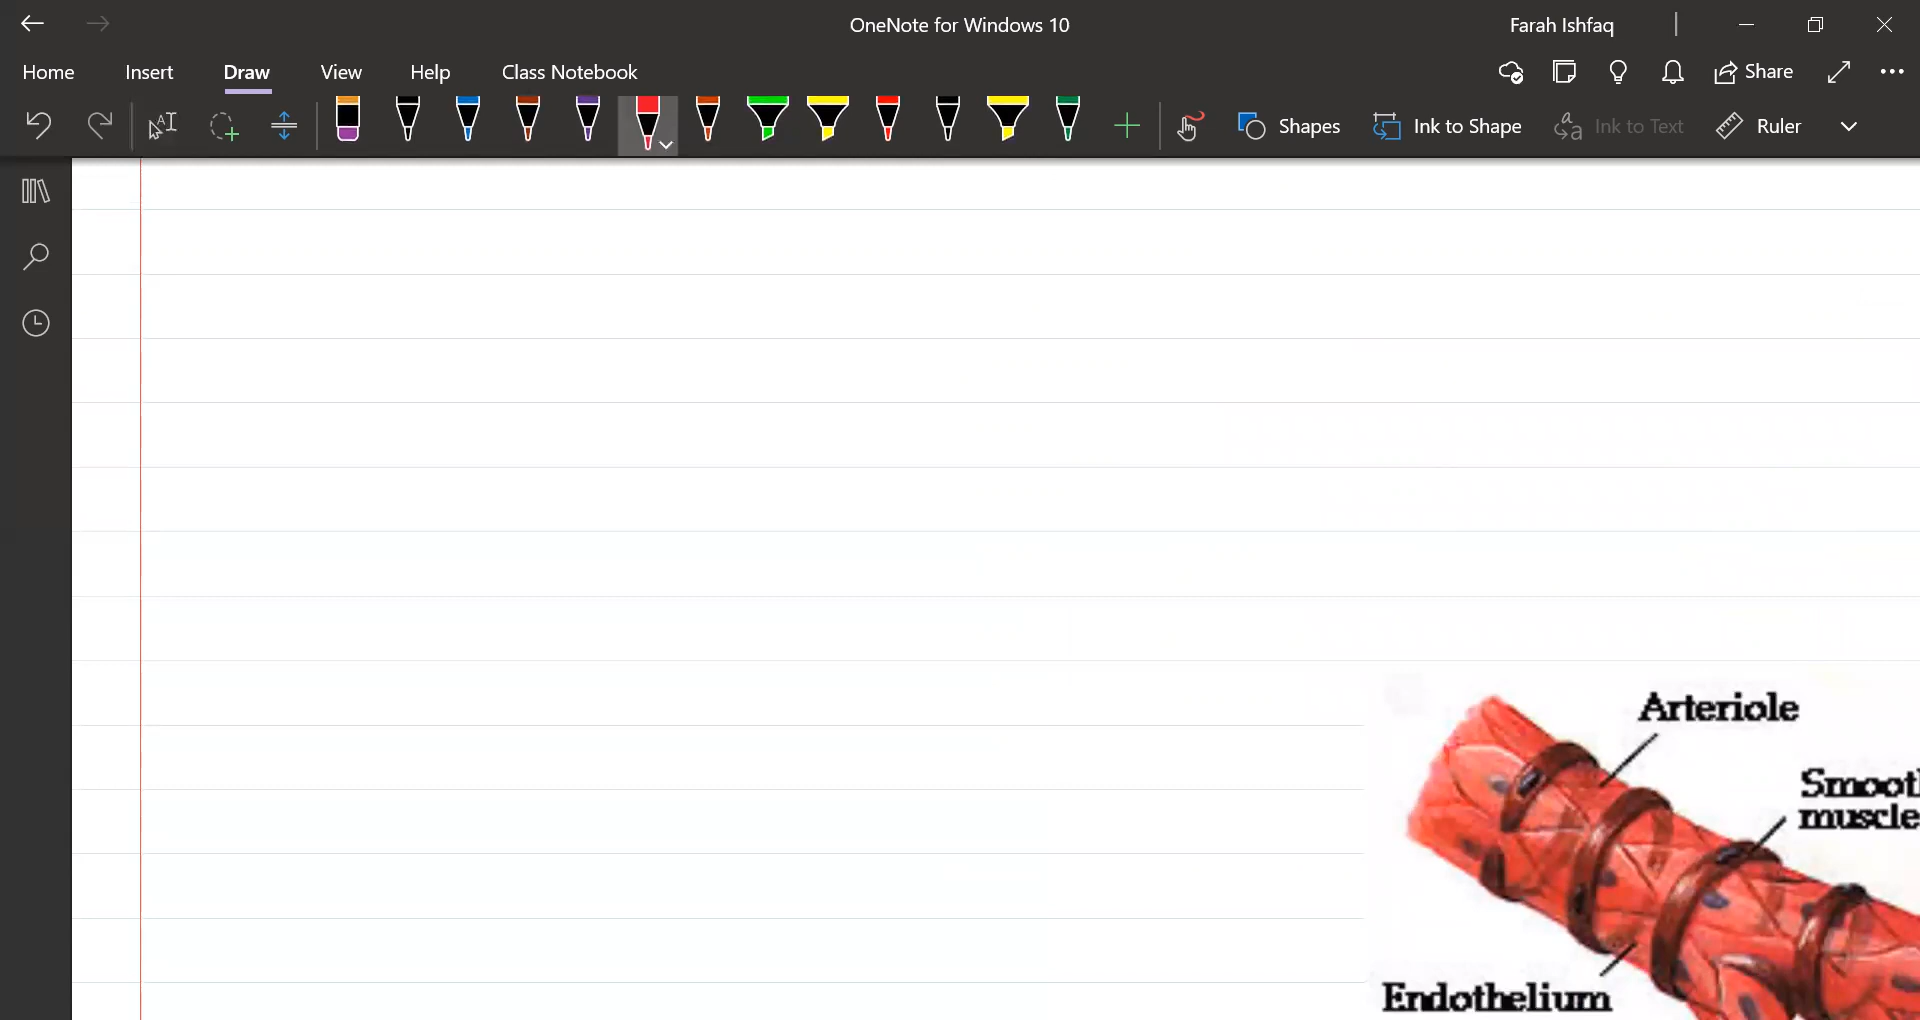 OneNote for Windows 10
Farah Ishfaq
Home Insert Draw View Help Class Notebook Share
Shapes Ink to Shape Ink to Text Ruler
Arteriole
muscle
Endothelium